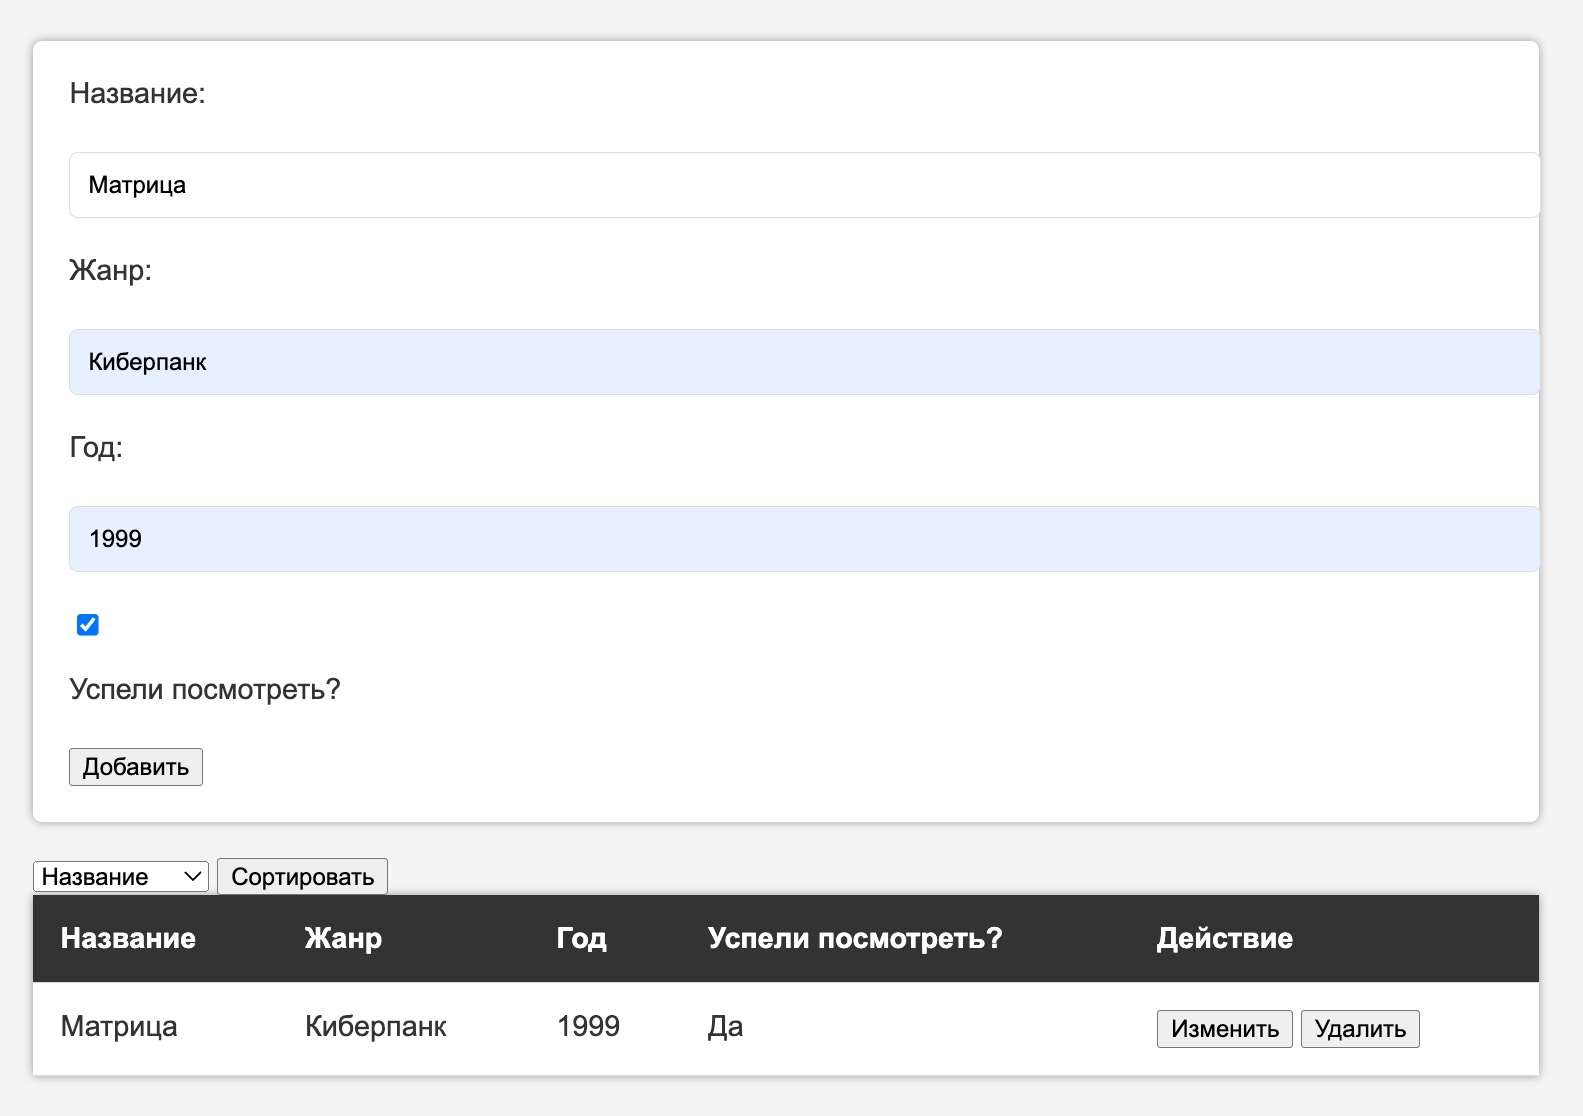 Название:
Матрица
Жанр:
Киберпанк
Год:
1999
Успели посмотреть?
Добавить
Название Сортировать
Название Жанр Год Успели посмотреть? Действие
Матрица Киберпанк 1999 Да Изменить Удалить